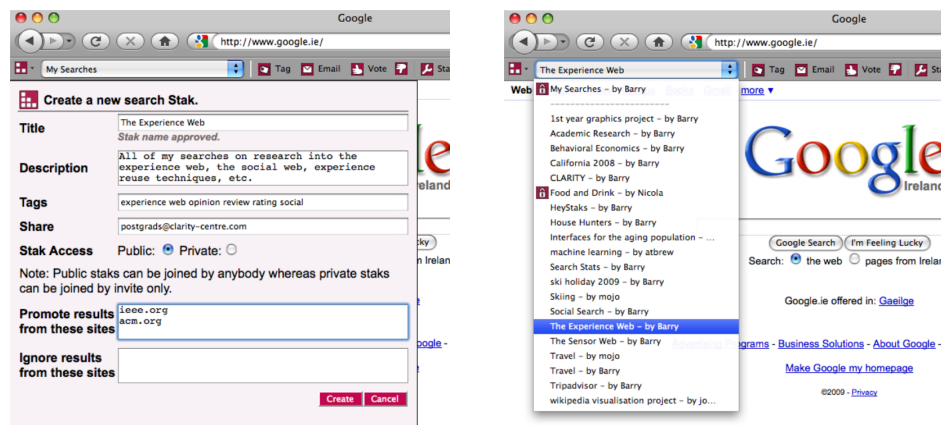 Google
http://www.google.ie/
My Searches
Tag
Email
Vote
Sta
Create a new search Stak.
Title
The Experience Web
Stak name approved.
Description
All of my searches on research into the
experience web, the social web, experience
reuse techniques, etc.
Tags
experience web opinion review rating social
Share
postgrads@clarity-centre.com
Stak Access
Public:
Private:
Note: Public staks can be joined by anybody whereas private staks
can be joined by invite only.
Promote results
from these sites
ieee.org
acm.org
Ignore results
from these sites
Create
Cancel
Google
http://www.google.ie/
The Experience Web
Tag
Email
Vote
Sta
Web
Books
Gmail
more ▼
My Searches - by Barry
------------------------
1st year graphics project - by Barry
Academic Research - by Barry
Behavioral Economics - by Barry
California 2008 - by Barry
CLARITY - by Barry
Food and Drink - by Nicola
HeyStaks - by Barry
House Hunters - by Barry
Interfaces for the aging population - ...
machine learning - by atbrew
Search Stats - by Barry
ski holiday 2009 - by Barry
Skiing - by mojo
Social Search - by Barry
The Experience Web - by Barry
The Sensor Web - by Barry
Travel - by mojo
Travel - by Barry
Tripadvisor - by Barry
wikipedia visualisation project - by jo...
Google
Ireland
Google Search
I'm Feeling Lucky
Search:
the web
pages from Irelan
Google.ie offered in: Gaeilge
Advertising Programs - Business Solutions - About Google -
Make Google my homepage
©2009 - Privacy